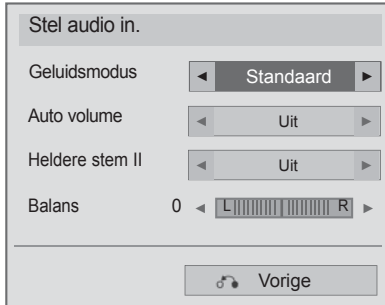 Stel audio in.
Geluidsmodus ◄ Standaard ►
Auto volume ◄ Uit ►
Heldere stem II ◄ Uit ►
Balans 0 ◄ L R ►
Vorige